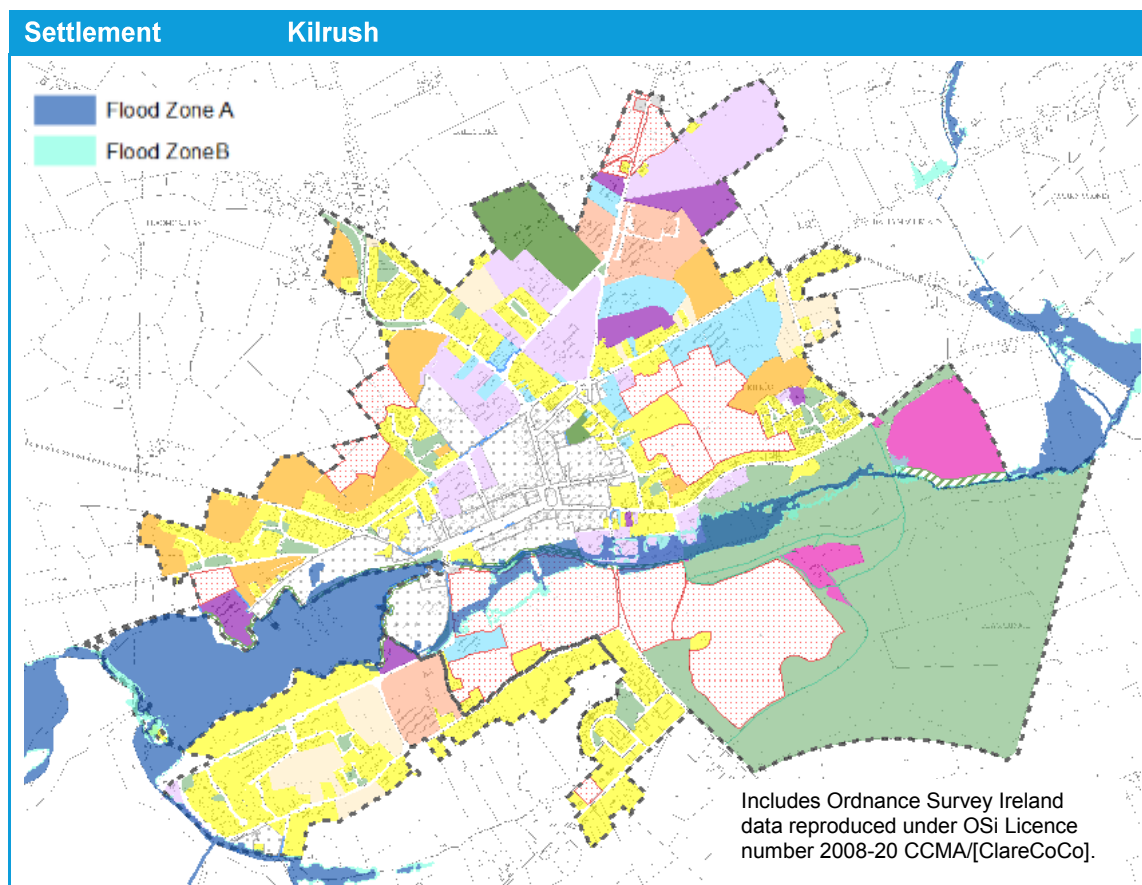 Settlement Kilrush
Flood Zone A
Flood ZoneB
Includes Ordnance Survey Ireland
data reproduced under OSi Licence
number 2008-20 CCMA/[ClareCoCo].